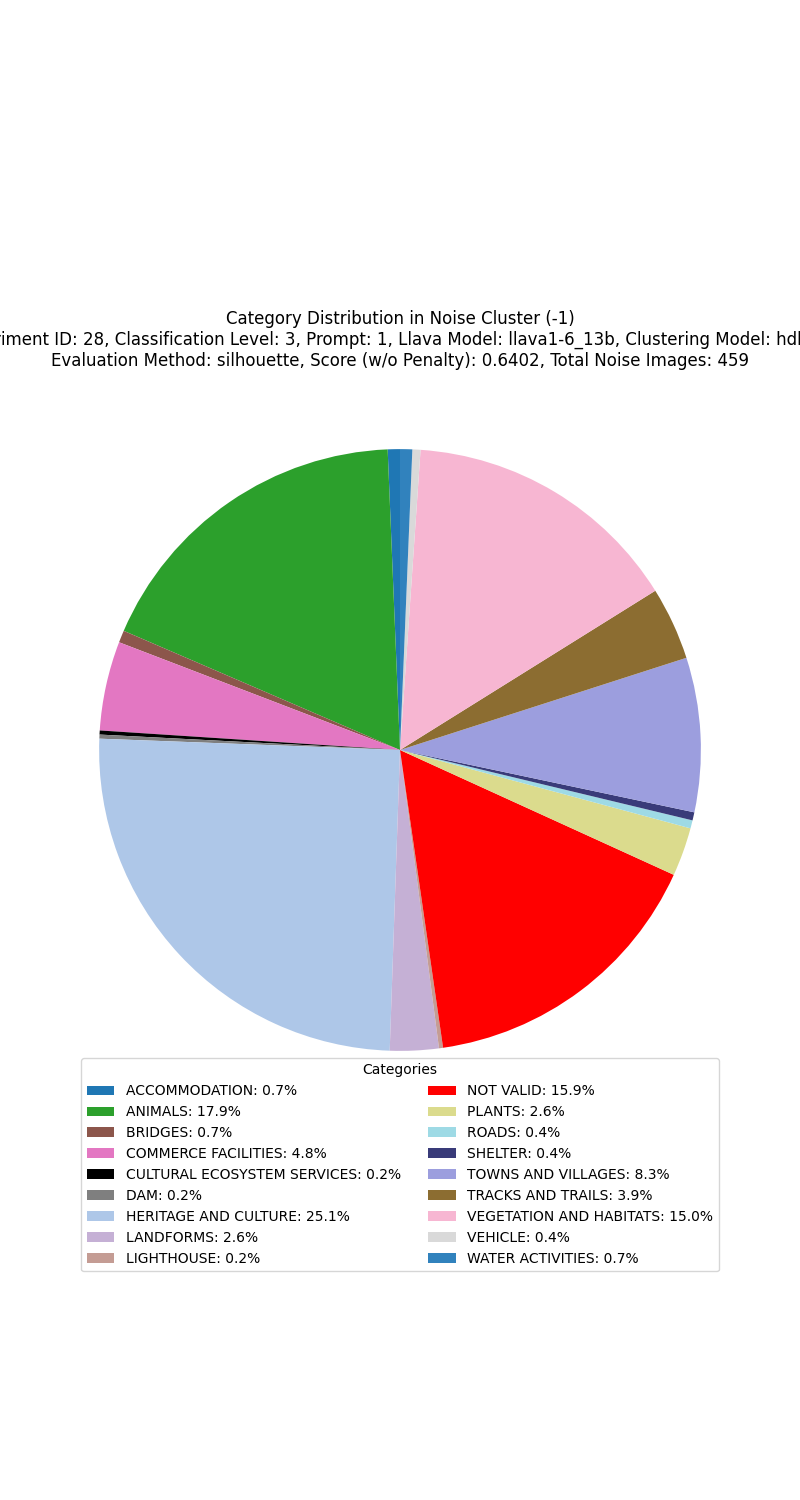 Category Distribution in Noise Cluster (-1)
ID: 28, Classification Level: 3, Prompt: 1, Llava Model: llava1-6_13b, Clustering Model:
Evaluation Method: silhouette, Score (w/o Penalty): 0.6402, Total Noise Images: 459
Categories
ACCOMMODATION: 0.7%
ANIMALS: 17.9%
BRIDGES: 0.7%
COMMERCE FACILITIES: 4.8%
CULTURAL ECOSYSTEM SERVICES: 0.2%
DAM: 0.2%
HERITAGE AND CULTURE: 25.1%
LANDFORMS: 2.6%
LIGHTHOUSE: 0.2%
NOT VALID: 15.9%
PLANTS: 2.6%
ROADS: 0.4%
SHELTER: 0.4%
TOWNS AND VILLAGES: 8.3%
TRACKS AND TRAILS: 3.9%
VEGETATION AND HABITATS: 15.0%
VEHICLE: 0.4%
WATER ACTIVITIES: 0.7%